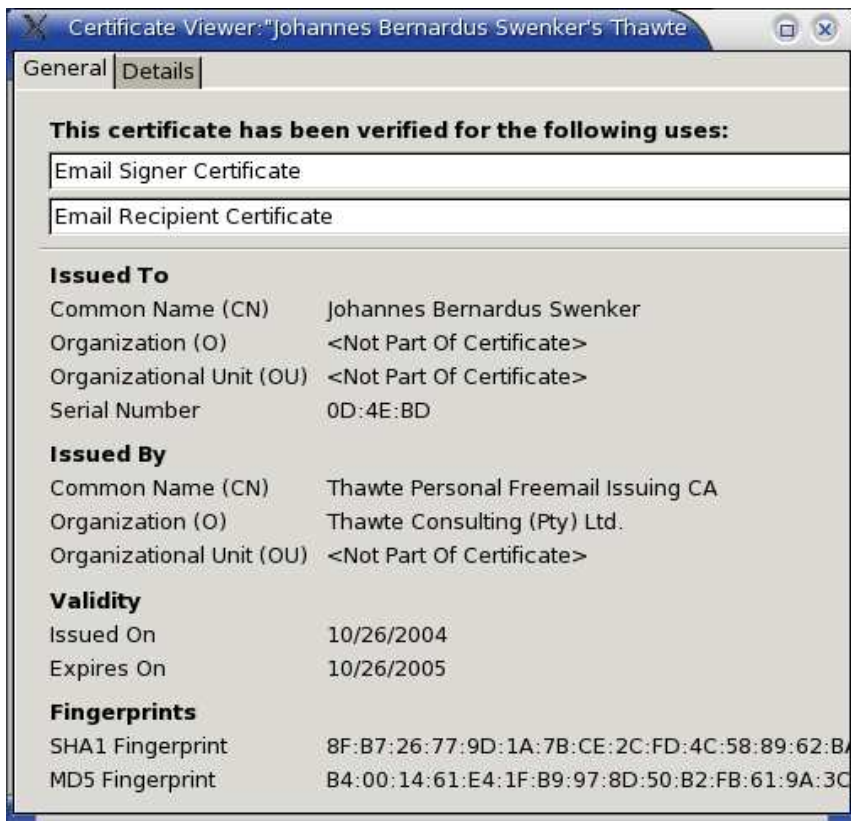 Certificate Viewer:"Johannes Bernardus Swenker's Thawte
General Details
This certificate has been verified for the following uses:
Email Signer Certificate
Email Recipient Certificate
Issued To
Common Name (CN) Johannes Bernardus Swenker
Organization (O) <Not Part Of Certificate>
Organizational Unit (OU) <Not Part Of Certificate>
Serial Number 0D:4E:BD
Issued By
Common Name (CN) Thawte Personal Freemail Issuing CA
Organization (O) Thawte Consulting (Pty) Ltd.
Organizational Unit (OU) <Not Part Of Certificate>
Validity
Issued On 10/26/2004
Expires On 10/26/2005
Fingerprints
SHA1 Fingerprint 8F:B7:26:77:9D:1A:7B:CE:2C:FD:4C:58:89:62:BA
MD5 Fingerprint B4:00:14:61:E4:1F:B9:97:8D:50:B2:FB:61:9A:3C